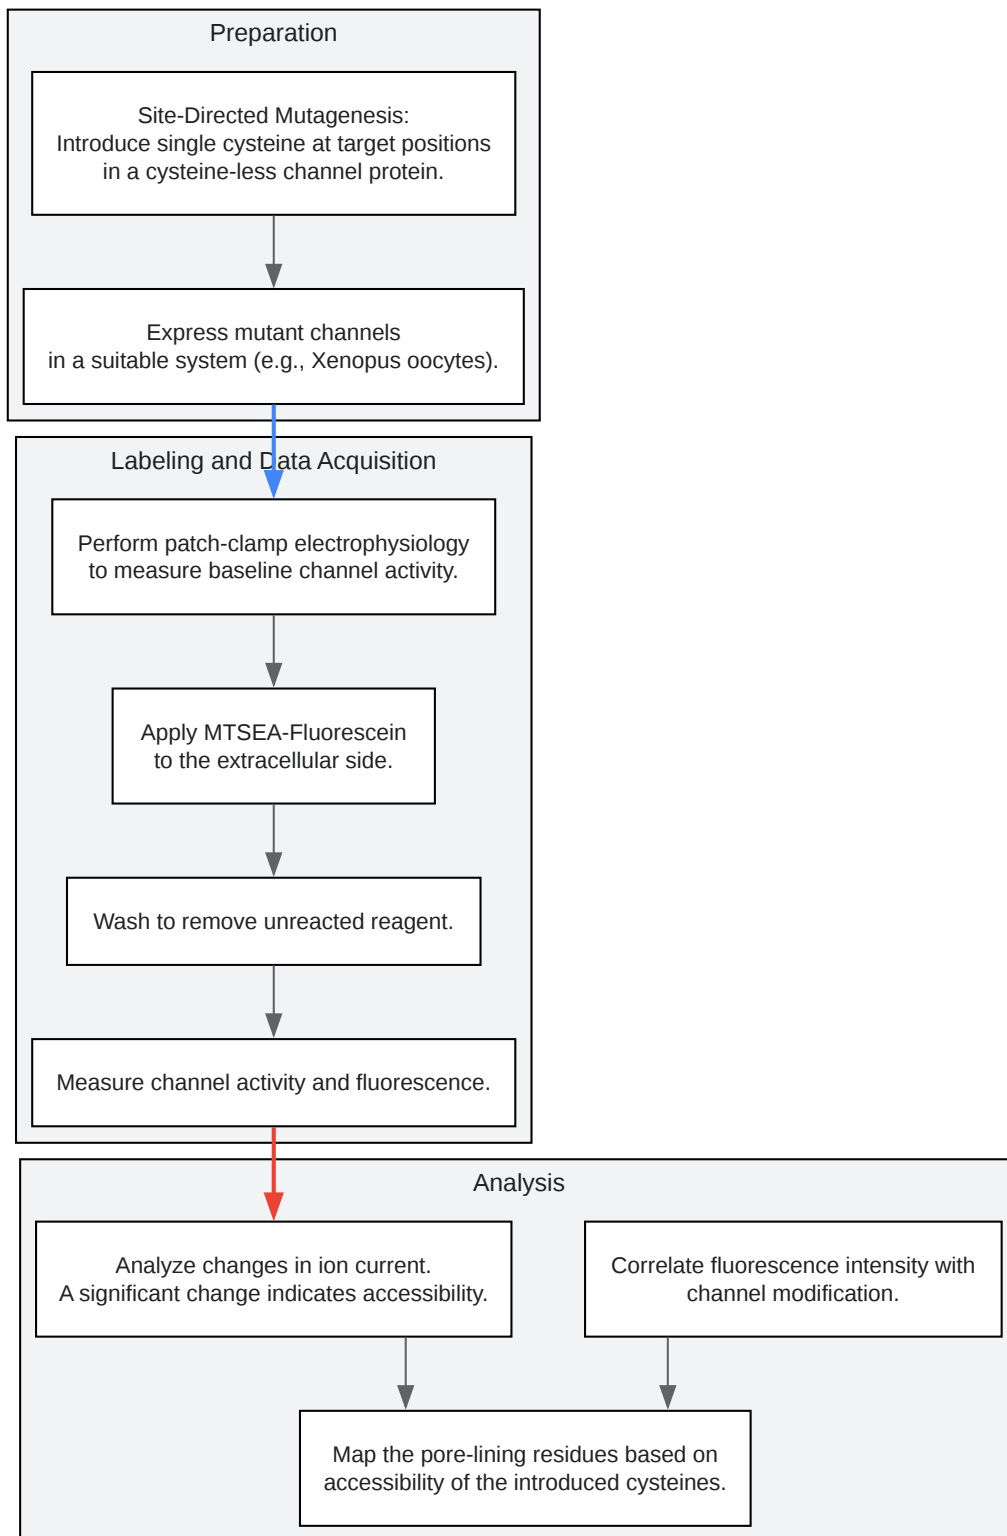 Preparation
Site-Directed Mutagenesis:
Introduce single cysteine at target positions
in a cysteine-less channel protein.
Express mutant channels
in a suitable system (e.g., Xenopus oocytes).
Labeling and Data Acquisition
Perform patch-clamp electrophysiology
to measure baseline channel activity.
Apply MTSEA-Fluorescein
to the extracellular side.
Wash to remove unreacted reagent.
Measure channel activity and fluorescence.
Analysis
Analyze changes in ion current.
A significant change indicates accessibility.
Correlate fluorescence intensity with
channel modification.
Map the pore-lining residues based on
accessibility of the introduced cysteines.